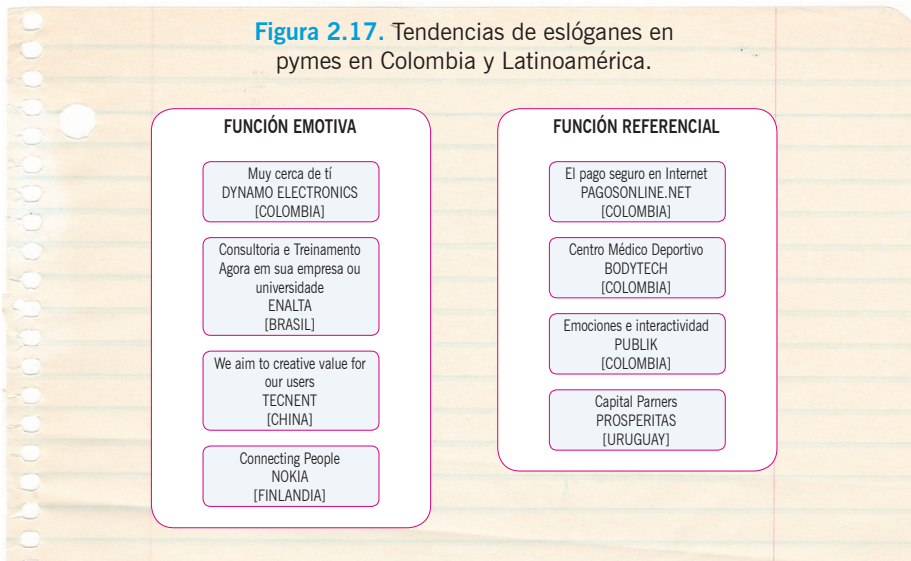 Figura 2.17. Tendencias de eslóganes en
pymes en Colombia y Latinoamérica.
FUNCIÓN EMOTIVA
Muy cerca de tí
DYNAMO ELECTRONICS
[COLOMBIA]
Consultoria e Treinamento
Agora em sua empresa ou
universidade
ENALTA
[BRASIL]
We aim to creative value for
our users
TECNENT
[CHINA]
Connecting People
NOKIA
[FINLANDIA]
FUNCIÓN REFERENCIAL
El pago seguro en Internet
PAGOSONLINE.NET
[COLOMBIA]
Centro Médico Deportivo
BODYTECH
[COLOMBIA]
Emociones e interactividad
PUBLIK
[COLOMBIA]
Capital Parners
PROSPERITAS
[URUGUAY]